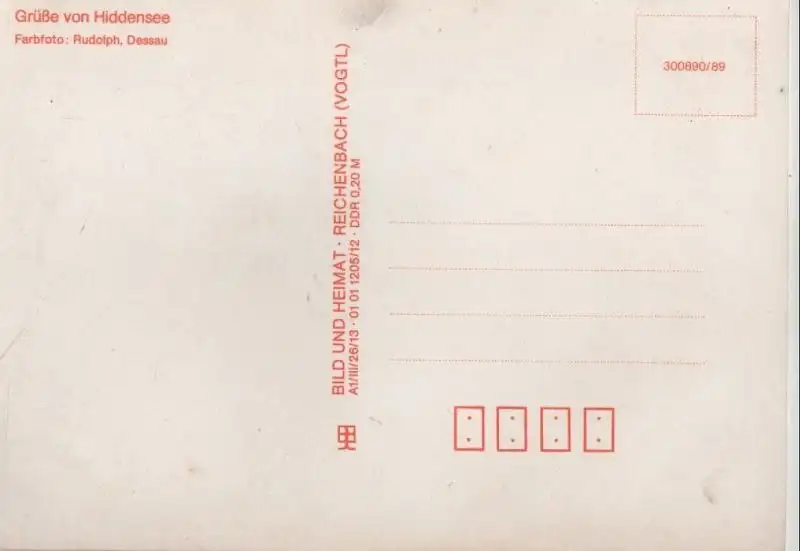 Grüße von Hiddensee
Farbfoto: Rudolph, Dessau
BILD UND HEIMAT · REICHENBACH (VOGTL)
A1/III/26/13 · 01 01 1205/12 · DDR 0,20 M
300890/89